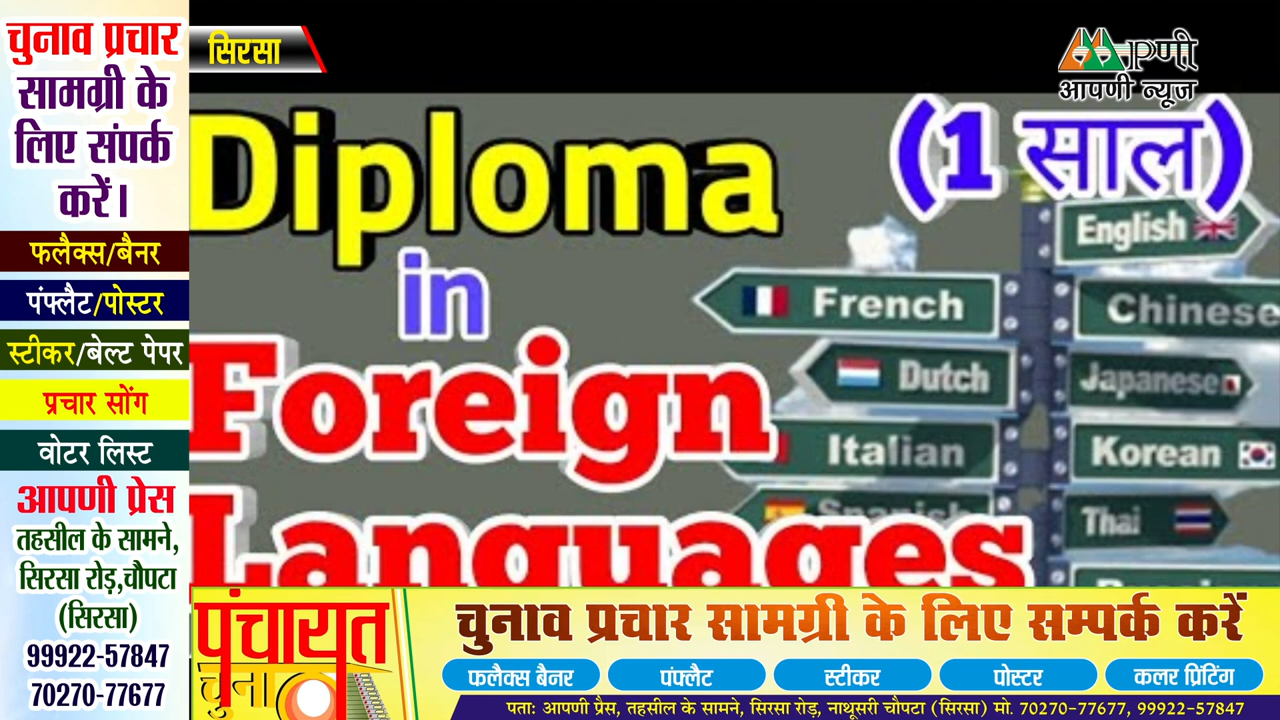 चुनाव प्रचार
सामग्री के
लिए संपर्क
करें।
फलैक्स/बैनर
पंफ्लैट/पोस्टर
स्टीकर/बेल्ट पेपर
प्रचार सोंग
वोटर लिस्ट
आपणी प्रेस
तहसील के सामने,
सिरसा रोड़,चौपटा
(सिरसा)
99922-57847
70270-77677
सिरसा
आपणी न्यूज
Diploma
(1 साल)
in
Foreign
Languages
English
French
Chinese
Dutch
Japanese
Italian
Korean
Spanish
Thai
पंचायत
चुनाव प्रचार सामग्री के लिए सम्पर्क करें
फलैक्स बैनर
पंफ्लैट
स्टीकर
पोस्टर
कलर प्रिंटिंग
पताः आपणी प्रैस, तहसील के सामने, सिरसा रोड़, नाथूसरी चौपटा (सिरसा) मो. 70270-77677, 99922-57847